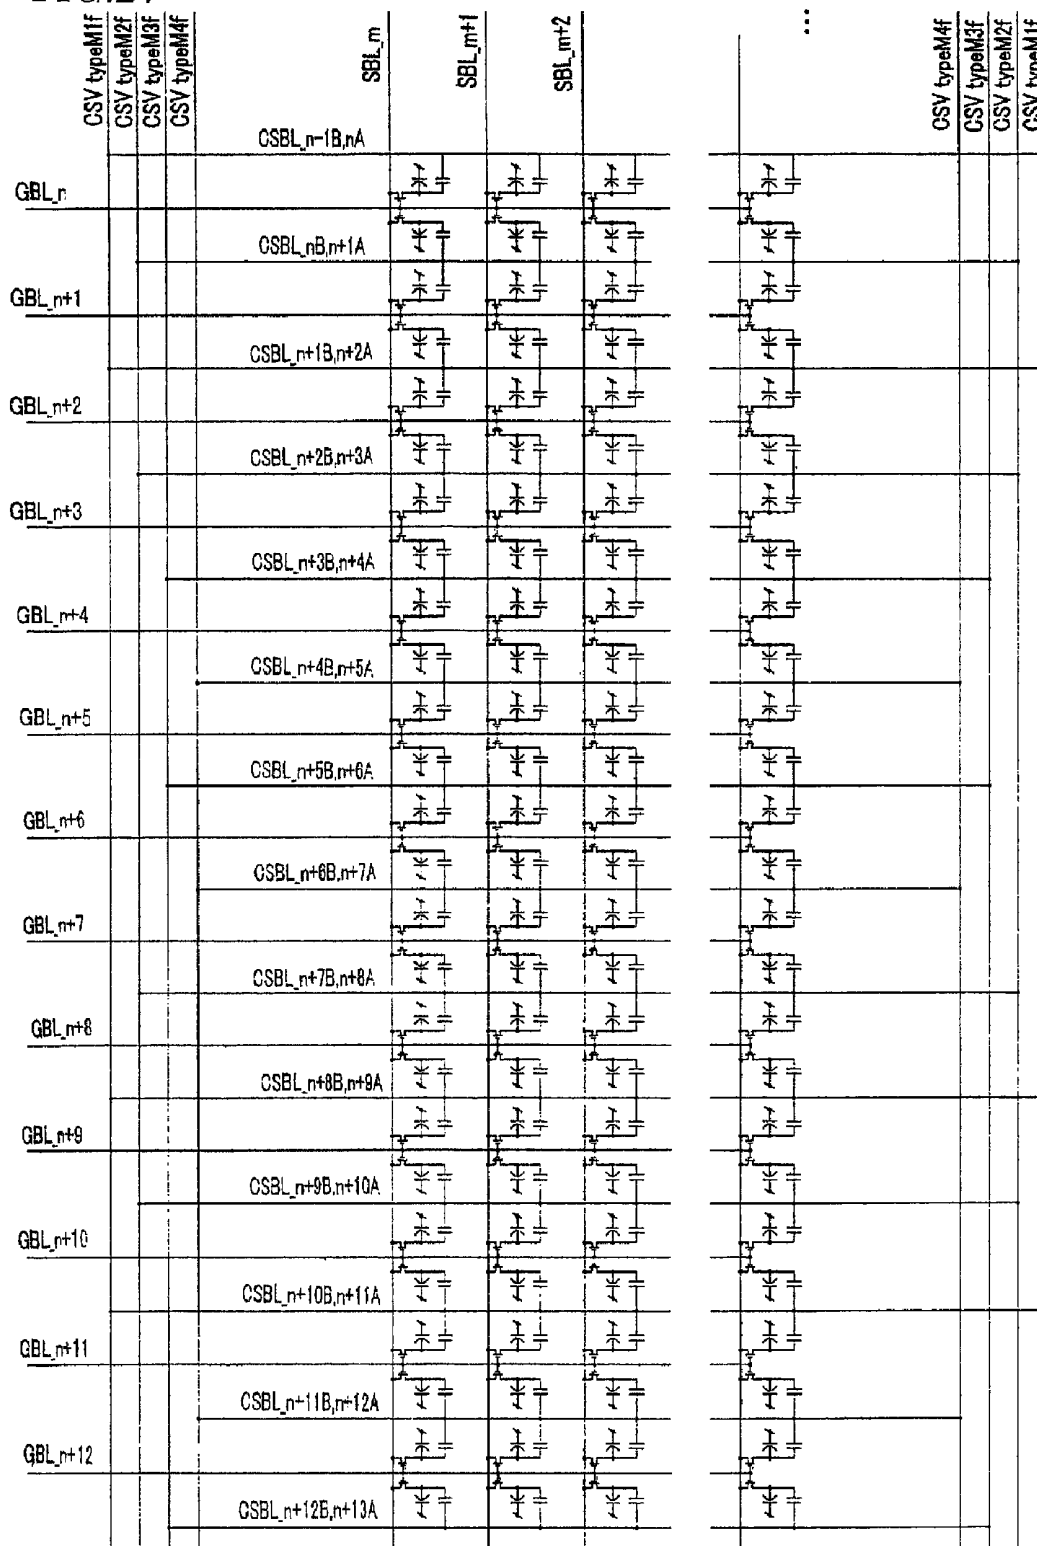 CSV typeM1f
CSV typeM2f
CSV typeM3f
CSV typeM4f
SBL_m
SBL_m+1
SBL_m+2
...
CSV typeM4f
CSV typeM3f
CSV typeM2f
CSV typeM1f
CSBL_n-1B,nA
GBL_n
CSBL_nB,n+1A
GBL_n+1
CSBL_n+1B,n+2A
GBL_n+2
CSBL_n+2B,n+3A
GBL_n+3
CSBL_n+3B,n+4A
GBL_n+4
CSBL_n+4B,n+5A
GBL_n+5
CSBL_n+5B,n+6A
GBL_n+6
CSBL_n+6B,n+7A
GBL_n+7
CSBL_n+7B,n+8A
GBL_n+8
CSBL_n+8B,n+9A
GBL_n+9
CSBL_n+9B,n+10A
GBL_n+10
CSBL_n+10B,n+11A
GBL_n+11
CSBL_n+11B,n+12A
GBL_n+12
CSBL_n+12B,n+13A